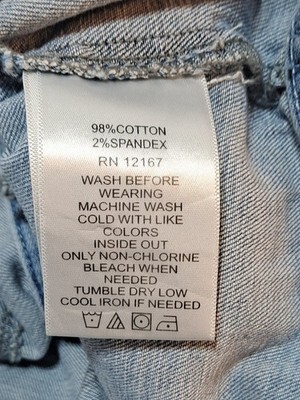 98%COTTON
2%SPANDEX
RN 12167
WASH BEFORE
WEARING
MACHINE WASH
COLD WITH LIKE
COLORS
INSIDE OUT
ONLY NON-CHLORINE
BLEACH WHEN
NEEDED
TUMBLE DRY LOW
COOL IRON IF NEEDED